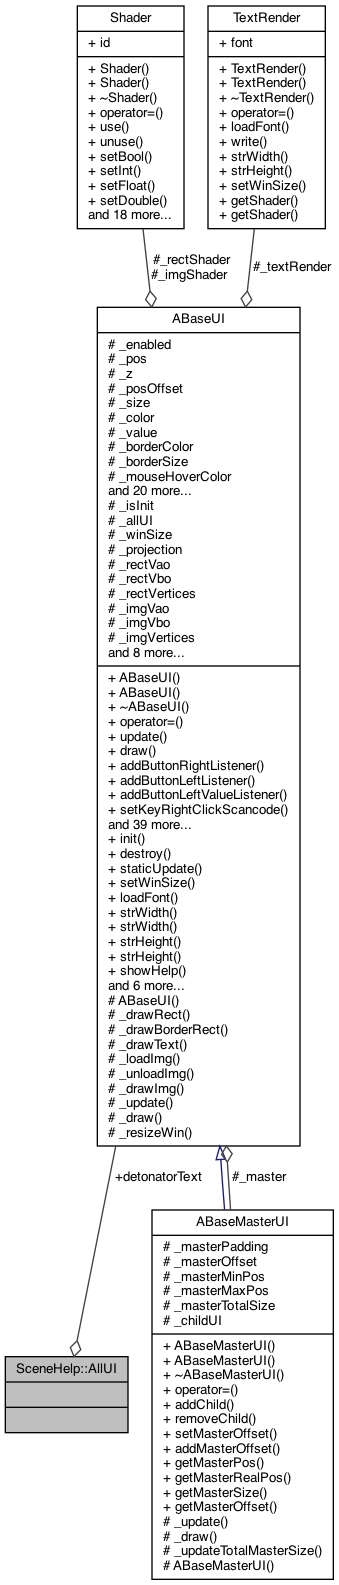 Shader
+ id
+ Shader()
+ Shader()
+ ~Shader()
+ operator=()
+ use()
+ unuse()
+ setBool()
+ setInt()
+ setFloat()
+ setDouble()
and 18 more...
TextRender
+ font
+ TextRender()
+ TextRender()
+ ~TextRender()
+ operator=()
+ loadFont()
+ write()
+ strWidth()
+ strHeight()
+ setWinSize()
+ getShader()
+ getShader()
#_rectShader
#_imgShader
#_textRender
ABaseUI
# _enabled
# _pos
# _z
# _posOffset
# _size
# _color
# _value
# _borderColor
# _borderSize
# _mouseHoverColor
and 20 more...
# _isInit
# _allUI
# _winSize
# _projection
# _rectVao
# _rectVbo
# _rectVertices
# _imgVao
# _imgVbo
# _imgVertices
and 8 more...
+ ABaseUI()
+ ABaseUI()
+ ~ABaseUI()
+ operator=()
+ update()
+ draw()
+ addButtonRightListener()
+ addButtonLeftListener()
+ addButtonLeftValueListener()
+ setKeyRightClickScancode()
and 39 more...
+ init()
+ destroy()
+ staticUpdate()
+ setWinSize()
+ loadFont()
+ strWidth()
+ strWidth()
+ strHeight()
+ strHeight()
+ showHelp()
and 6 more...
# ABaseUI()
# _drawRect()
# _drawBorderRect()
# _drawText()
# _loadImg()
# _unloadImg()
# _drawImg()
# _update()
# _draw()
# _resizeWin()
+detonatorText
#_master
ABaseMasterUI
# _masterPadding
# _masterOffset
# _masterMinPos
# _masterMaxPos
# _masterTotalSize
# _childUI
+ ABaseMasterUI()
+ ABaseMasterUI()
+ ~ABaseMasterUI()
+ operator=()
+ addChild()
+ removeChild()
+ setMasterOffset()
+ addMasterOffset()
+ getMasterPos()
+ getMasterRealPos()
+ getMasterSize()
+ getMasterOffset()
# _update()
# _draw()
# _updateTotalMasterSize()
# ABaseMasterUI()
SceneHelp::AllUI